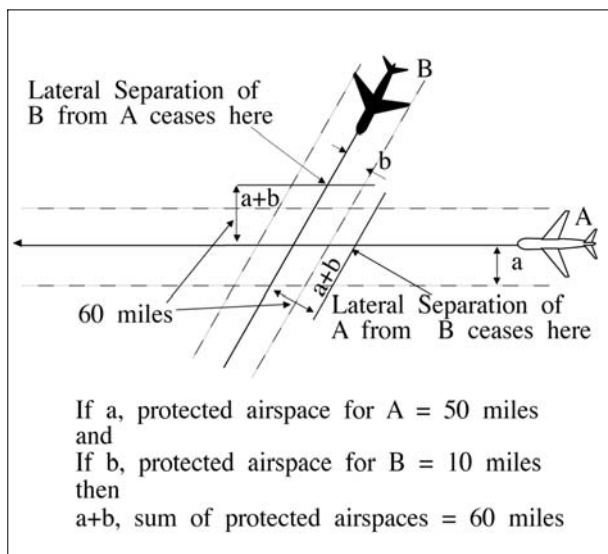 Lateral Separation of
B from A ceases here
B
b
a+b
A
a
a+b
60 miles
Lateral Separation of
A from B ceases here
If a, protected airspace for A = 50 miles
and
If b, protected airspace for B = 10 miles
then
a+b, sum of protected airspaces = 60 miles